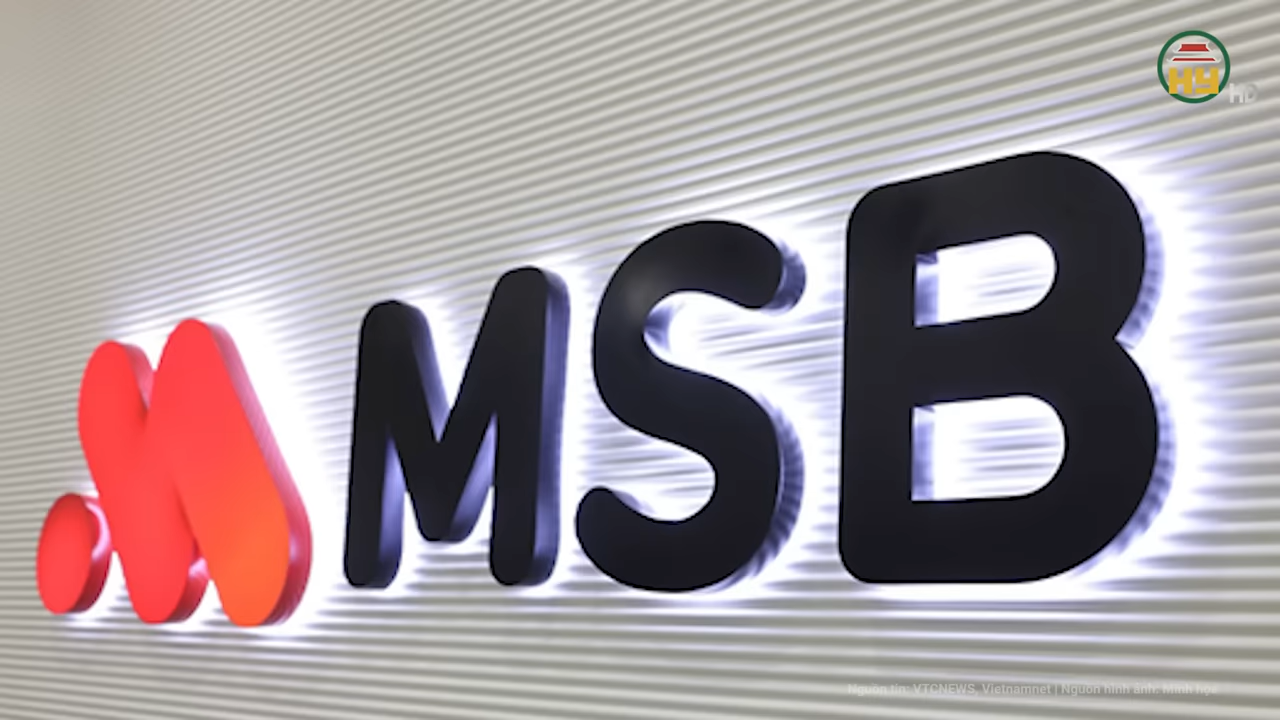 HY
HD
MSB
Nguồn tin: VTCNEWS, Vietnamnet | Nguồn hình ảnh: Minh họa